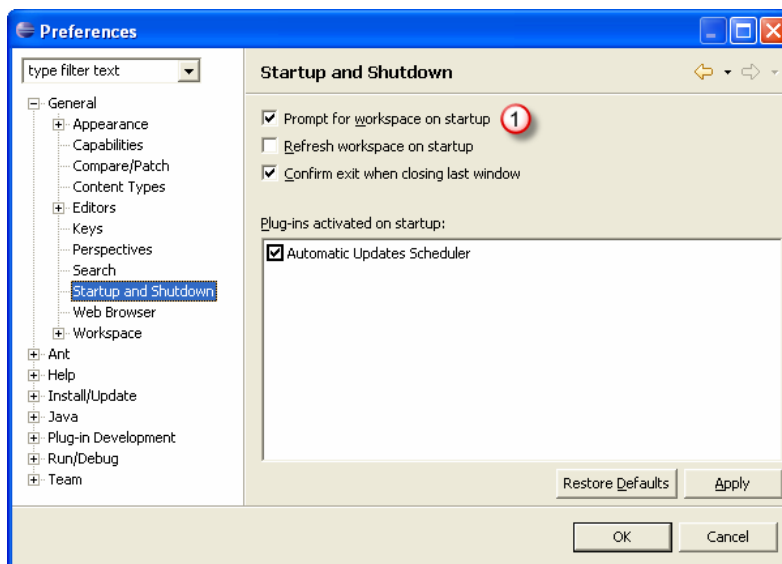 Preferences
type filter text
General
Appearance
Capabilities
Compare/Patch
Content Types
Editors
Keys
Perspectives
Search
Startup and Shutdown
Web Browser
Workspace
Ant
Help
Install/Update
Java
Plug-in Development
Run/Debug
Team
Startup and Shutdown
Prompt for workspace on startup 1
Refresh workspace on startup
Confirm exit when closing last window
Plug-ins activated on startup:
Automatic Updates Scheduler
Restore Defaults Apply
OK Cancel